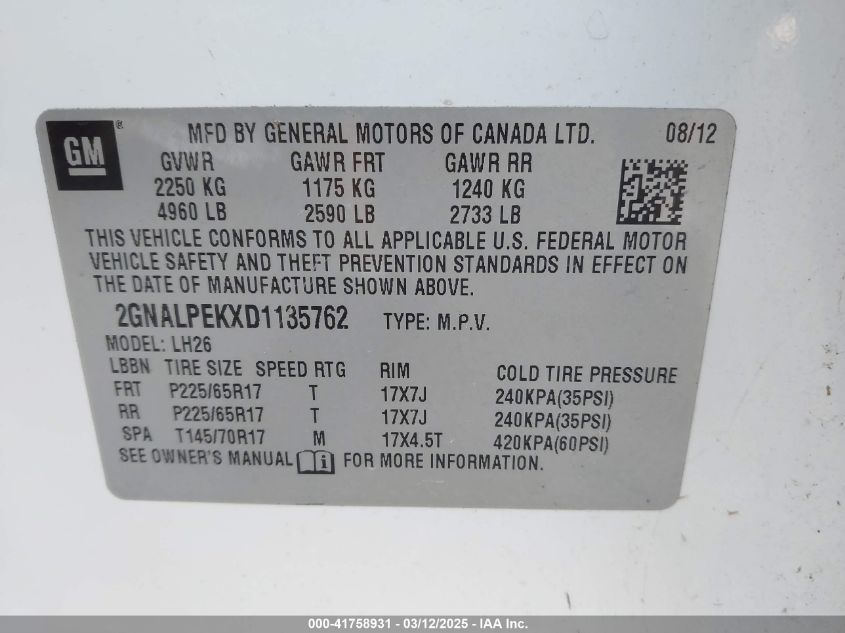 GM ® MFD BY GENERAL MOTORS OF CANADA LTD. 08/12
GVWR GAWR FRT GAWR RR
2250 KG 1175 KG 1240 KG
4960 LB 2590 LB 2733 LB
THIS VEHICLE CONFORMS TO ALL APPLICABLE U.S. FEDERAL MOTOR
VEHICLE SAFETY AND THEFT PREVENTION STANDARDS IN EFFECT ON
THE DATE OF MANUFACTURE SHOWN ABOVE.
2GNALPEKXD1135762 TYPE: M.P.V.
MODEL: LH26
LBBN TIRE SIZE SPEED RTG RIM COLD TIRE PRESSURE
FRT P225/65R17 T 17X7J 240KPA(35PSI)
RR P225/65R17 T 17X7J 240KPA(35PSI)
SPA T145/70R17 M 17X4.5T 420KPA(60PSI)
SEE OWNER'S MANUAL i FOR MORE INFORMATION.
000-41758931 - 03/12/2025 - IAA Inc.